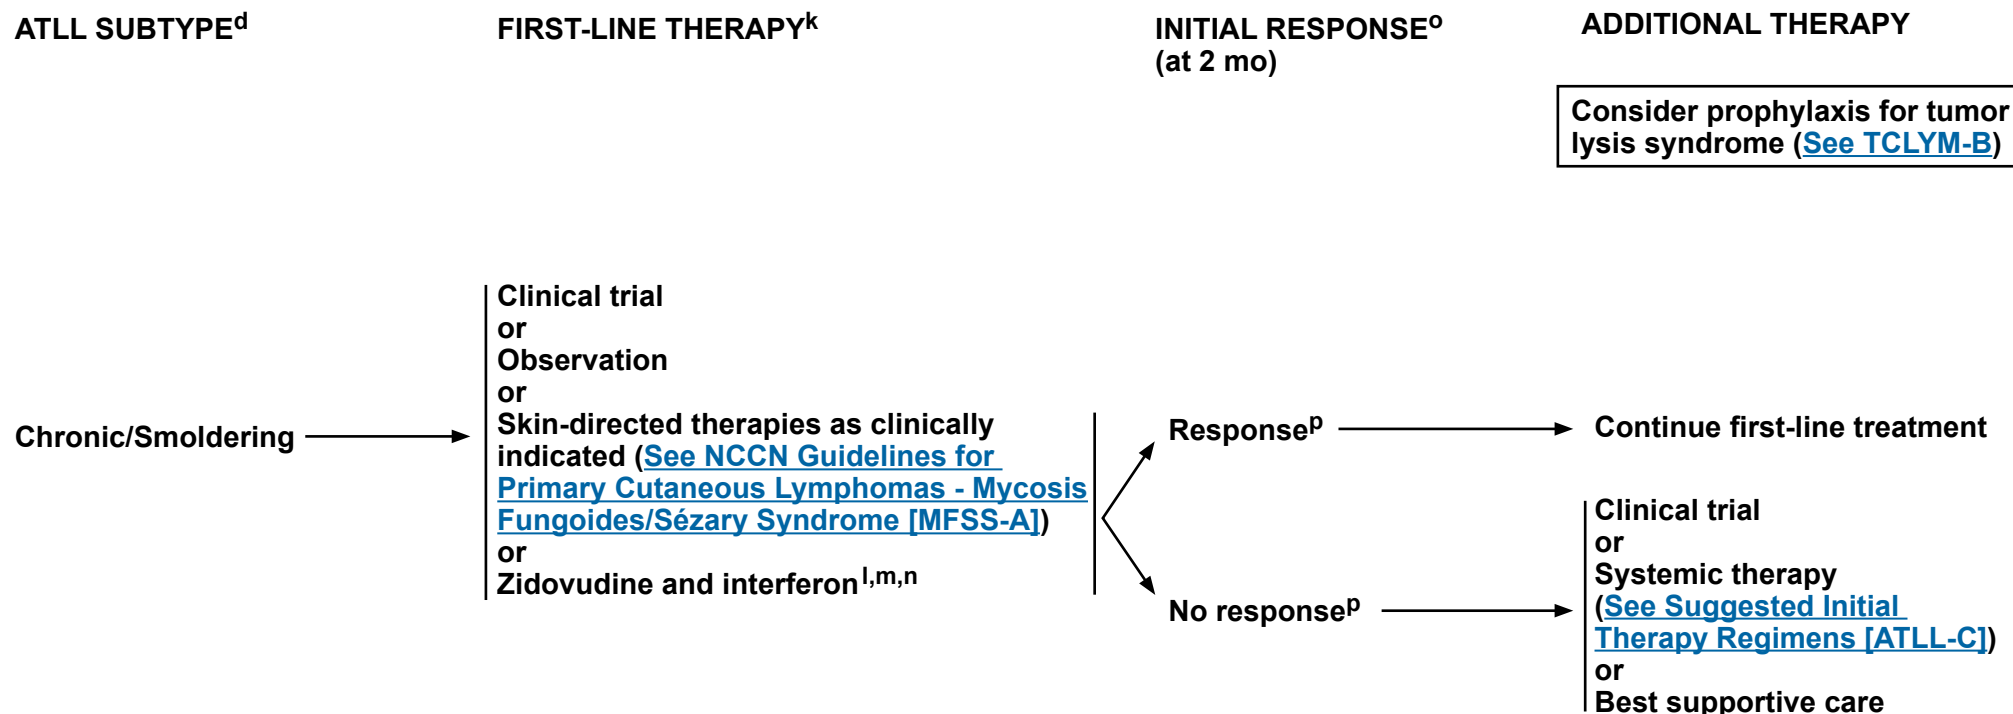 ATLL SUBTYPEd
FIRST-LINE THERAPYk
INITIAL RESPONSEo
(at 2 mo)
ADDITIONAL THERAPY
Consider prophylaxis for tumor
lysis syndrome (See TCLYM-B)
Chronic/Smoldering
Clinical trial
or
Observation
or
Skin-directed therapies as clinically
indicated (See NCCN Guidelines for
Primary Cutaneous Lymphomas - Mycosis
Fungoides/Sézary Syndrome [MFSS-A])
or
Zidovudine and interferonl,m,n
Responsep
Continue first-line treatment
No responsep
Clinical trial
or
Systemic therapy
(See Suggested Initial
Therapy Regimens [ATLL-C])
or
Best supportive care